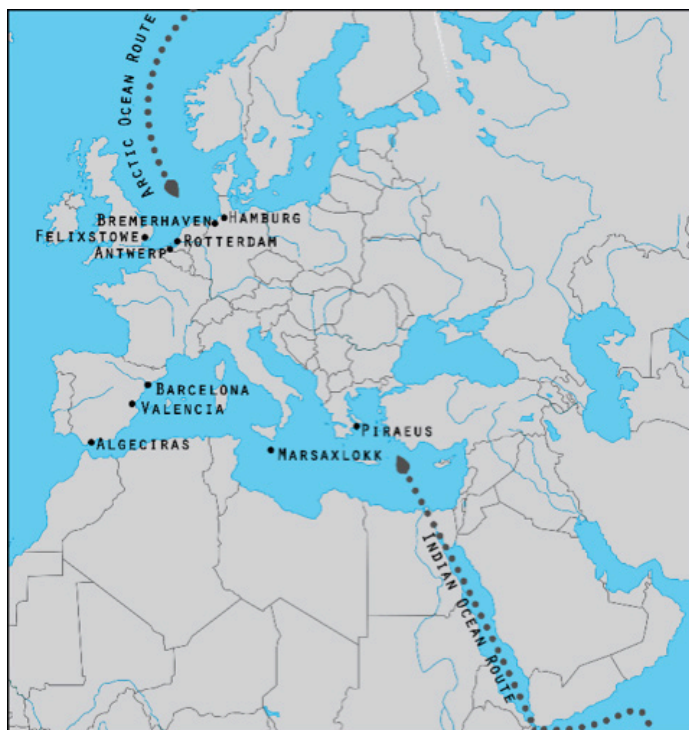 ARCTIC OCEAN ROUTE
BREMERHAVEN
HAMBURG
FELIXSTOWE
ROTTERDAM
ANTWERP
BARCELONA
VALENCIA
ALGECIRAS
PIRAEUS
MARSAXLOKK
INDIAN OCEAN ROUTE